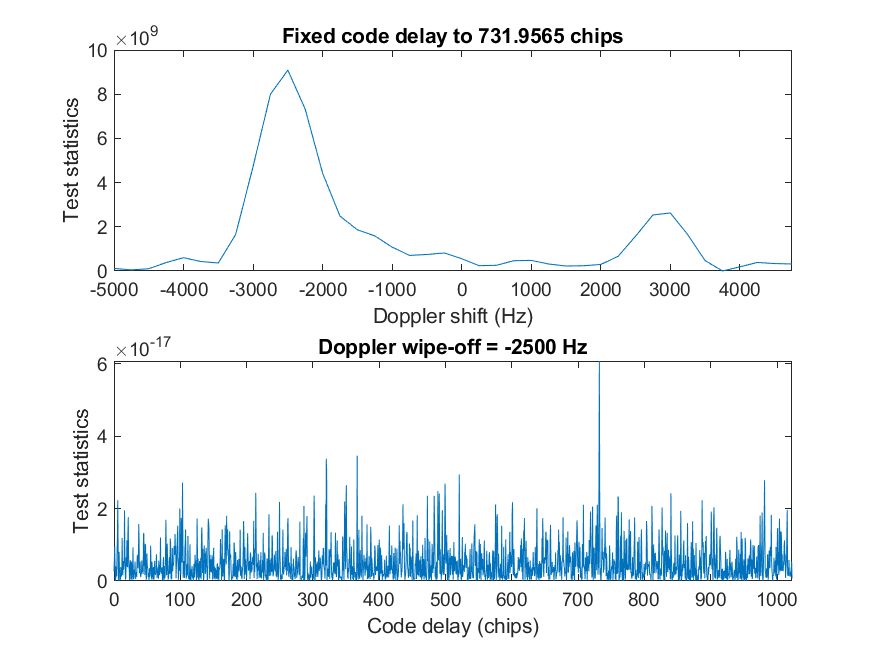 ×10^9
Fixed code delay to 731.9565 chips
10
8
6
4
2
0
Test statistics
-5000 -4000 -3000 -2000 -1000 0 1000 2000 3000 4000
Doppler shift (Hz)
×10^-17
Doppler wipe-off = -2500 Hz
6
4
2
0
Test statistics
0 100 200 300 400 500 600 700 800 900 1000
Code delay (chips)